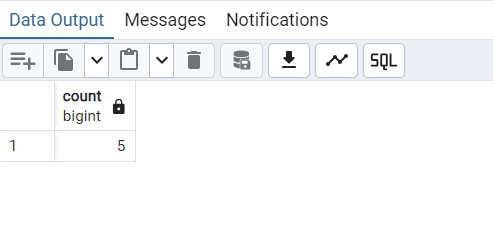 Data Output Messages Notifications
SQL
count
bigint
1 5